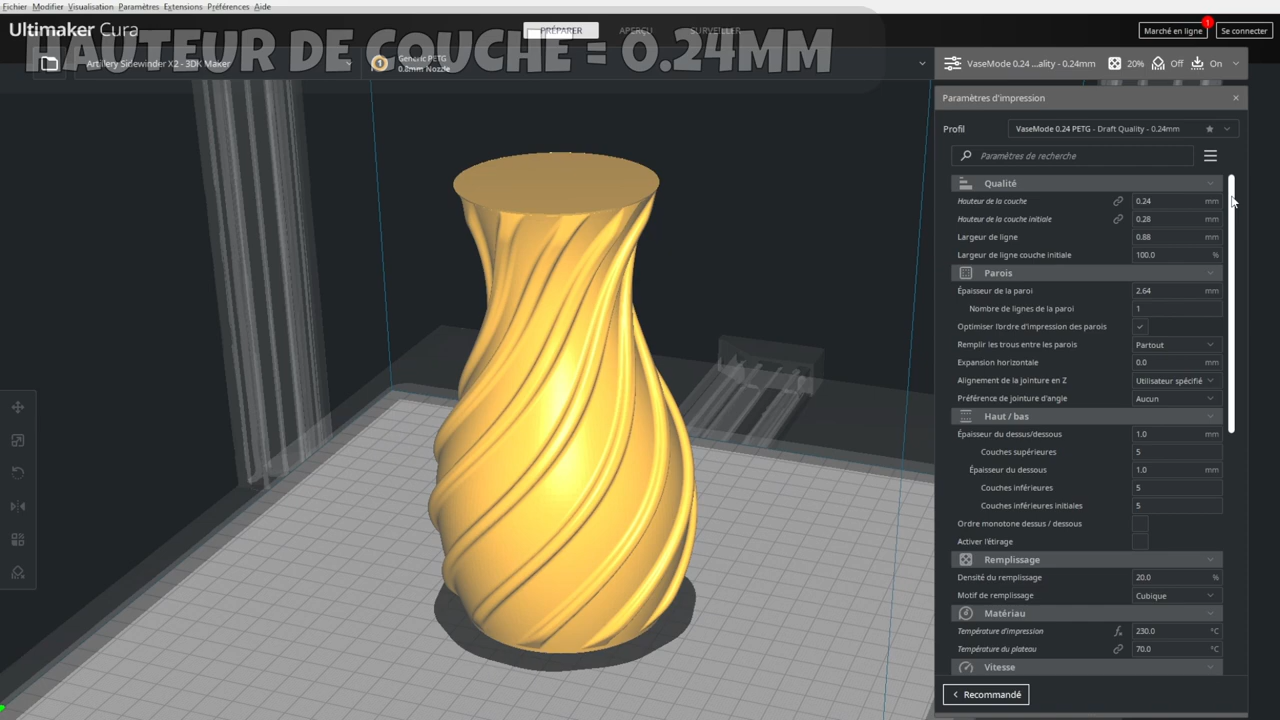 Fichier Modifier Visualisation Paramètres Extensions Préférences Aide
Ultimaker Cura
PRÉPARER APERÇU SURVEILLER
Marché en ligne 1
Se connecter
HAUTEUR DE COUCHE = 0.24MM
Artillery Sidewinder X2 - 3DK Maker
1 Generic PETG
0.8mm Nozzle
VaseMode 0.24 ...ality - 0.24mm 20% Off On
Paramètres d'impression
Profil VaseMode 0.24 PETG - Draft Quality - 0.24mm
Paramètres de recherche
Qualité
Hauteur de la couche 0.24 mm
Hauteur de la couche initiale 0.28 mm
Largeur de ligne 0.88 mm
Largeur de ligne couche initiale 100.0 %
Parois
Épaisseur de la paroi 2.64 mm
Nombre de lignes de la paroi 1
Optimiser l'ordre d'impression des parois
Remplir les trous entre les parois Partout
Expansion horizontale 0.0 mm
Alignement de la jointure en Z Utilisateur spécifié
Préférence de jointure d'angle Aucun
Haut / bas
Épaisseur du dessus/dessous 1.0 mm
Couches supérieures 5
Épaisseur du dessous 1.0 mm
Couches inférieures 5
Couches inférieures initiales 5
Ordre monotone dessus / dessous
Activer l'étirage
Remplissage
Densité du remplissage 20.0 %
Motif de remplissage Cubique
Matériau
Température d'impression 230.0 °C
Température du plateau 70.0 °C
Vitesse
Recommandé